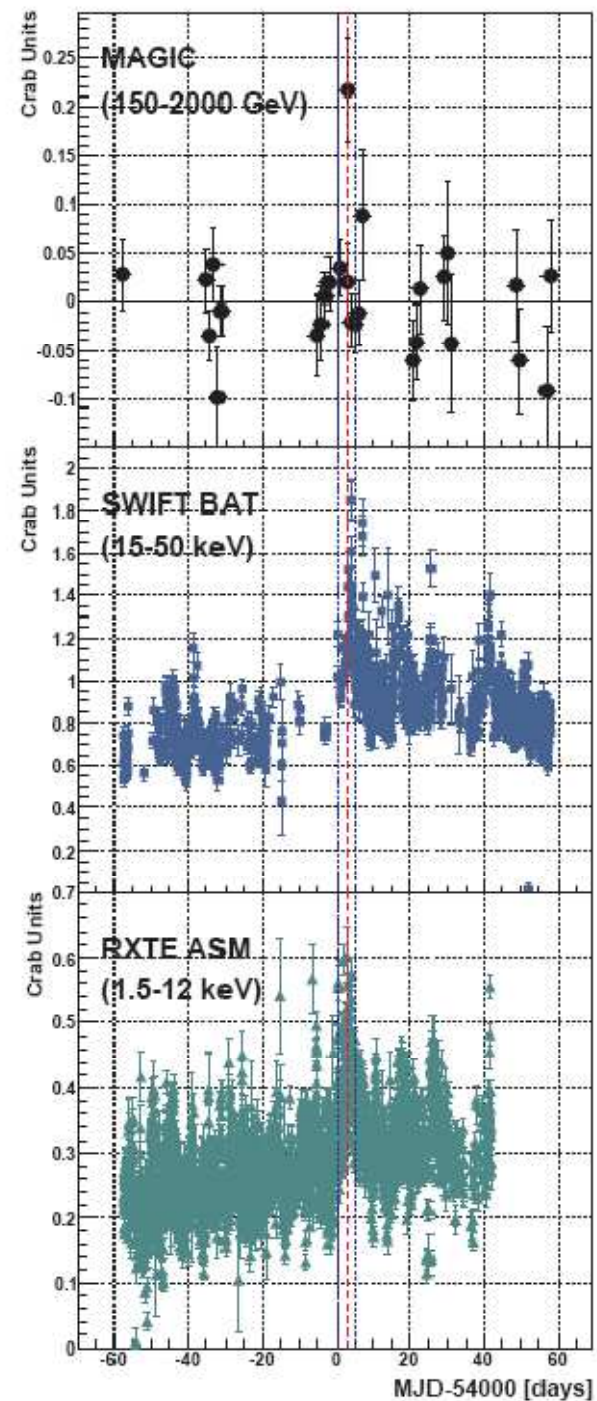 Crab Units
0.25
0.2
0.15
0.1
0.05
0
-0.05
-0.1
MAGIC
(150-2000 GeV)
Crab Units
2
1.8
1.6
1.4
1.2
1
0.8
0.6
0.4
0.2
SWIFT BAT
(15-50 keV)
Crab Units
0.7
0.6
0.5
0.4
0.3
0.2
0.1
0
RXTE ASM
(1.5-12 keV)
-60 -40 -20 0 20 40 60
MJD-54000 [days]